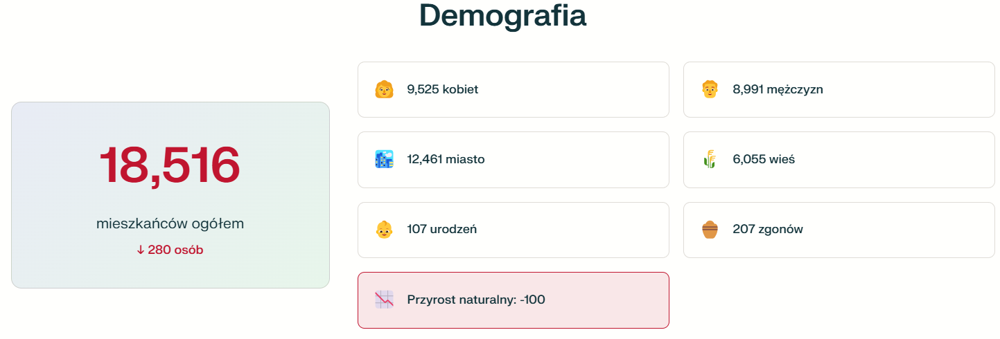 Demografia
18,516
mieszkańców ogółem
↓ 280 osób
9,525 kobiet
8,991 mężczyzn
12,461 miasto
6,055 wieś
107 urodzeń
207 zgonów
Przyrost naturalny: -100